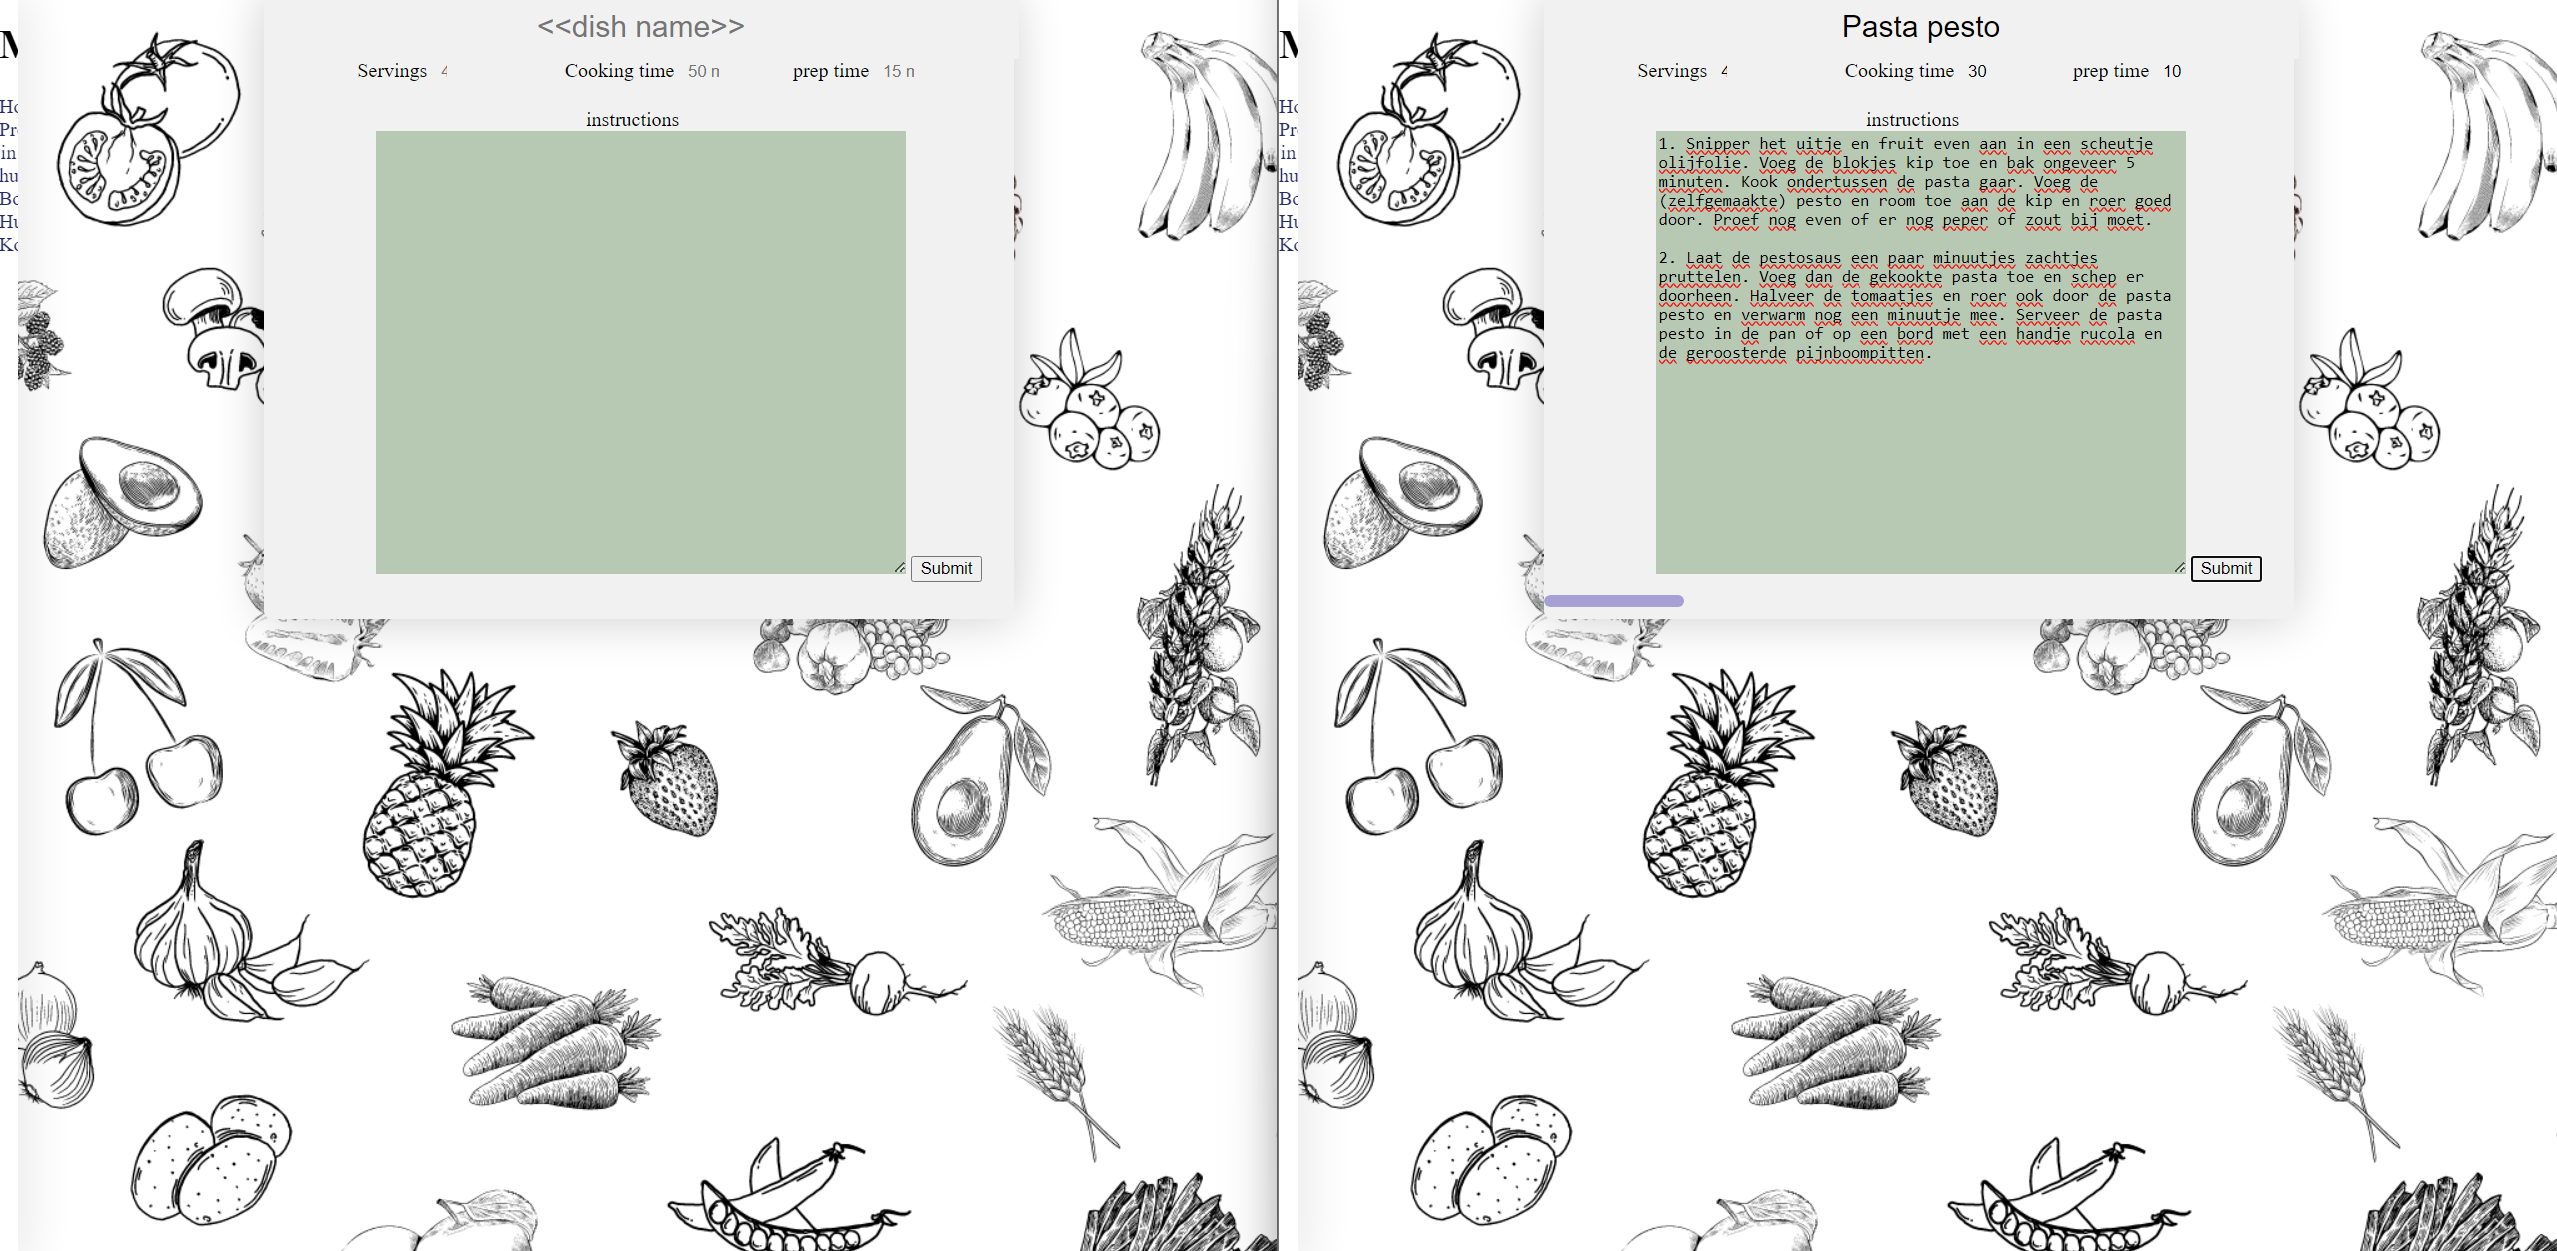 <<dish name>>
Servings 4 Cooking time 50 prep time 15
instructions
Submit
Pasta pesto
Servings 4 Cooking time 30 prep time 10
instructions
1. Snipper het uitje en fruit even aan in een scheutje
olijfolie. Voeg de blokjes kip toe en bak ongeveer 5
minuten. Kook ondertussen de pasta gaar. Voeg de
(zelfgemaakte) pesto en room toe aan de kip en roer goed
door. Proef nog even of er nog peper of zout bij moet.
2. Laat de pestosaus een paar minuutjes zachtjes
pruttelen. Voeg dan de gekookte pasta toe en schep er
doorheen. Halveer de tomaatjes en roer ook door de pasta
pesto en verwarm nog een minuutje mee. Serveer de pasta
pesto in de pan of op een bord met een handje rucola en
de geroosterde pijnboompitten.
Submit